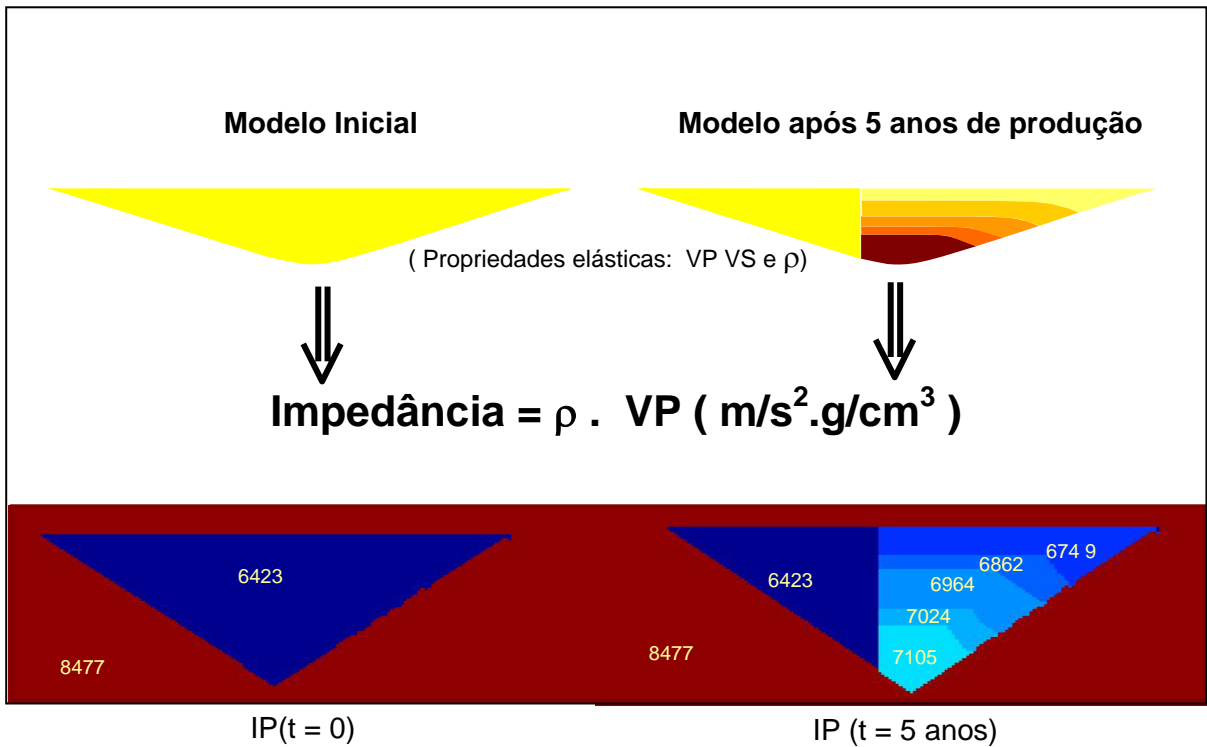 Modelo Inicial
Modelo após 5 anos de produção
( Propriedades elásticas: VP VS e ρ)
Impedância = ρ . VP ( m/s².g/cm³ )
6423
8477
6423
674 9
6862
6964
7024
7105
8477
IP(t = 0)
IP (t = 5 anos)